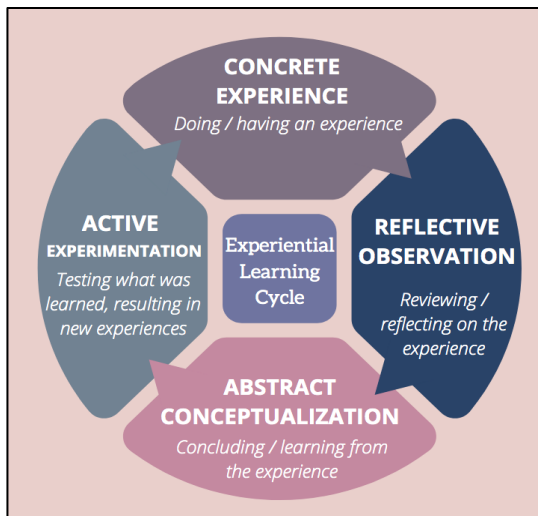 CONCRETE
EXPERIENCE
Doing / having an experience
REFLECTIVE
OBSERVATION
Reviewing /
reflecting on the
experience
ABSTRACT
CONCEPTUALIZATION
Concluding / learning from
the experience
ACTIVE
EXPERIMENTATION
Testing what was
learned, resulting in
new experiences
Experiential
Learning
Cycle